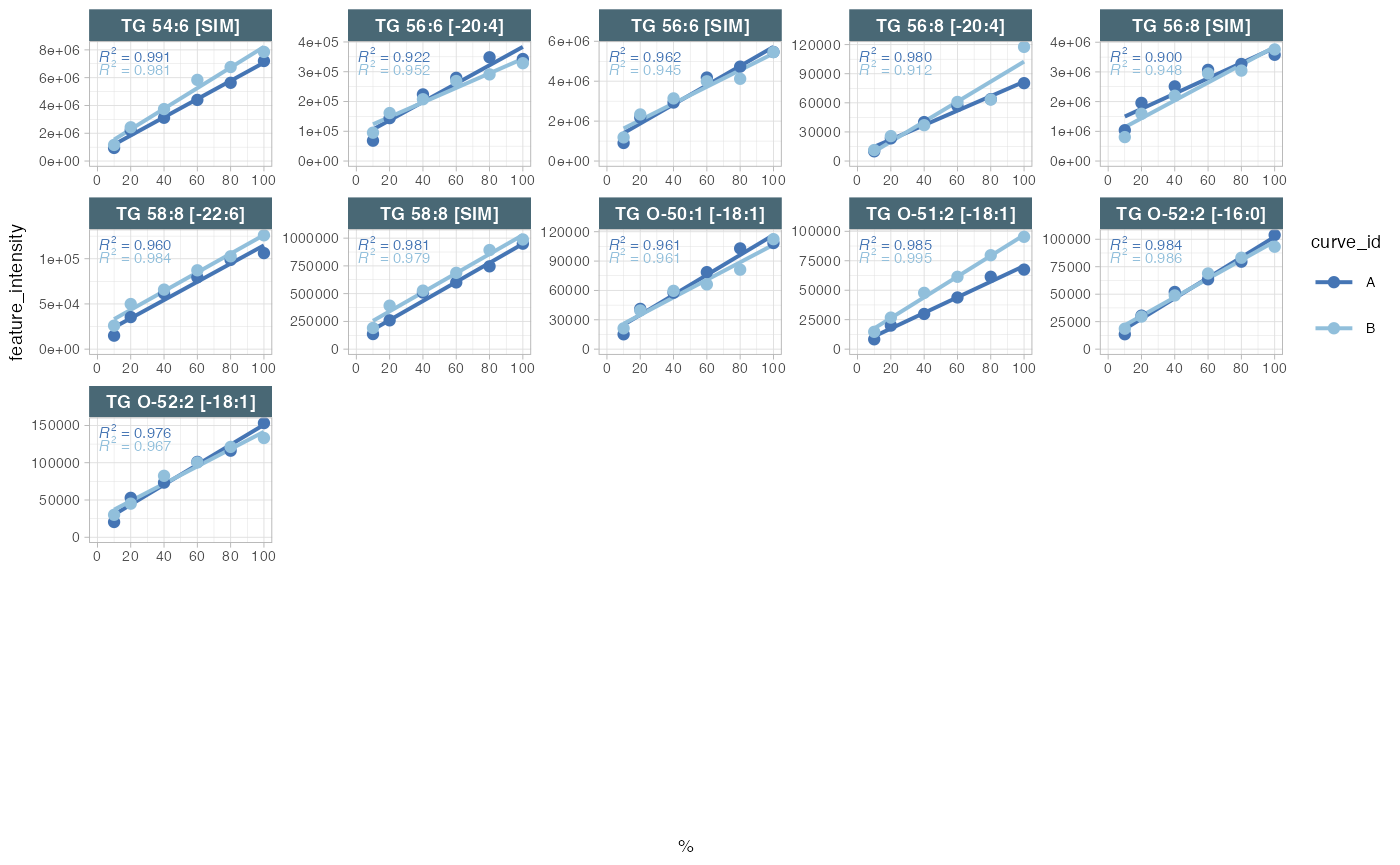 TG 54:6 [SIM]
R² = 0.991
R² = 0.981
8e+06
6e+06
4e+06
2e+06
0e+00
0 20 40 60 80 100
TG 56:6 [-20:4]
R² = 0.922
R² = 0.952
4e+05
3e+05
2e+05
1e+05
0e+00
0 20 40 60 80 100
TG 56:6 [SIM]
R² = 0.962
R² = 0.945
6e+06
4e+06
2e+06
0e+00
0 20 40 60 80 100
TG 56:8 [-20:4]
R² = 0.980
R² = 0.912
120000
90000
60000
30000
0
0 20 40 60 80 100
TG 56:8 [SIM]
R² = 0.900
R² = 0.948
4e+06
3e+06
2e+06
1e+06
0e+00
0 20 40 60 80 100
TG 58:8 [-22:6]
R² = 0.960
R² = 0.984
1e+05
5e+04
0e+00
0 20 40 60 80 100
TG 58:8 [SIM]
R² = 0.981
R² = 0.979
1000000
750000
500000
250000
0
0 20 40 60 80 100
TG O-50:1 [-18:1]
R² = 0.961
R² = 0.961
120000
90000
60000
30000
0
0 20 40 60 80 100
TG O-51:2 [-18:1]
R² = 0.985
R² = 0.995
100000
75000
50000
25000
0
0 20 40 60 80 100
TG O-52:2 [-16:0]
R² = 0.984
R² = 0.986
100000
75000
50000
25000
0
0 20 40 60 80 100
TG O-52:2 [-18:1]
R² = 0.976
R² = 0.967
150000
100000
50000
0
0 20 40 60 80 100
feature_intensity
%
curve_id
A
B